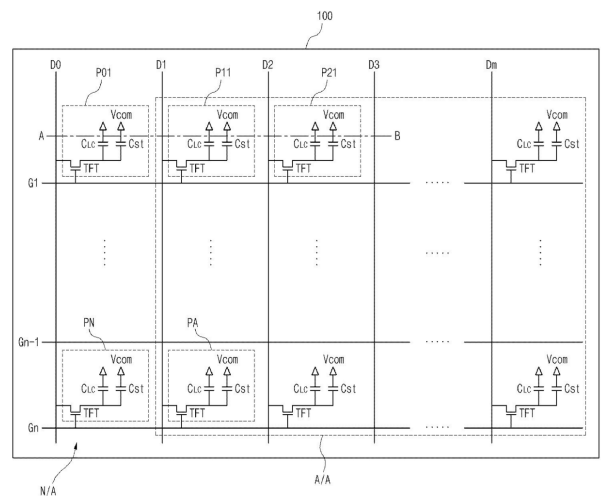 100
D0 D1 D2 D3 Dm
P01 P11 P21
Vcom Vcom Vcom Vcom
A B
CLC Cst CLC Cst CLC Cst CLC Cst
TFT TFT TFT TFT
G1
Gn-1
PN PA
Vcom Vcom Vcom Vcom
CLC Cst CLC Cst CLC Cst CLC Cst
TFT TFT TFT TFT
Gn
N/A A/A